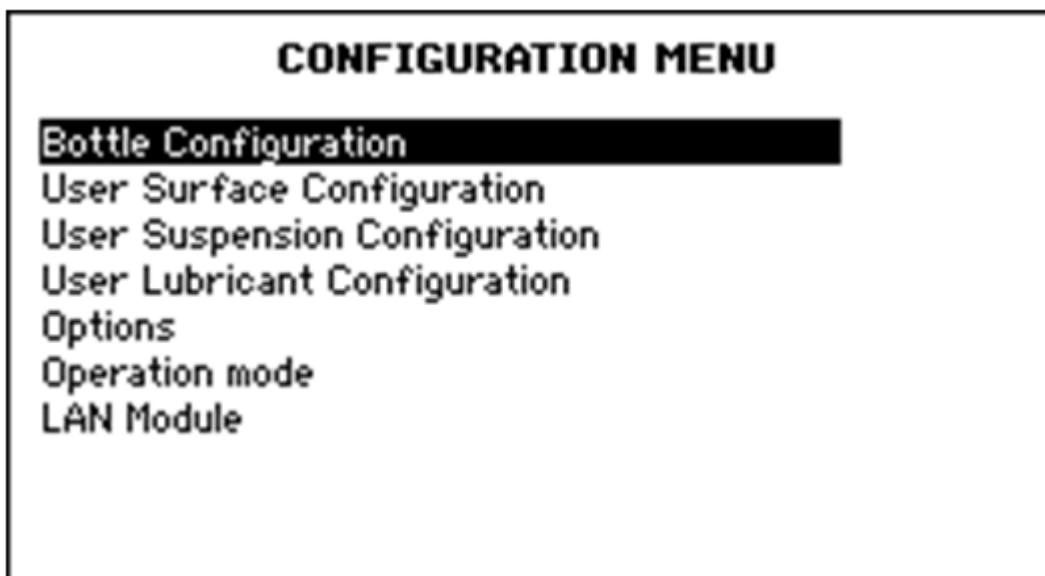 CONFIGURATION MENU
Bottle Configuration
User Surface Configuration
User Suspension Configuration
User Lubricant Configuration
Options
Operation mode
LAN Module